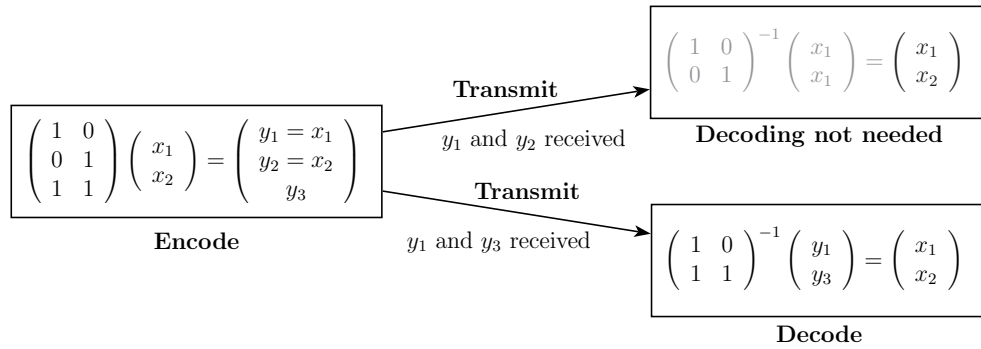 ( 1 0 ; 0 1 ; 1 1 ) ( x₁ ; x₂ ) = ( y₁ = x₁ ; y₂ = x₂ ; y₃ )
Encode
Transmit
y₁ and y₂ received
( 1 0 ; 0 1 )⁻¹ ( x₁ ; x₁ ) = ( x₁ ; x₂ )
Decoding not needed
Transmit
y₁ and y₃ received
( 1 0 ; 1 1 )⁻¹ ( y₁ ; y₃ ) = ( x₁ ; x₂ )
Decode